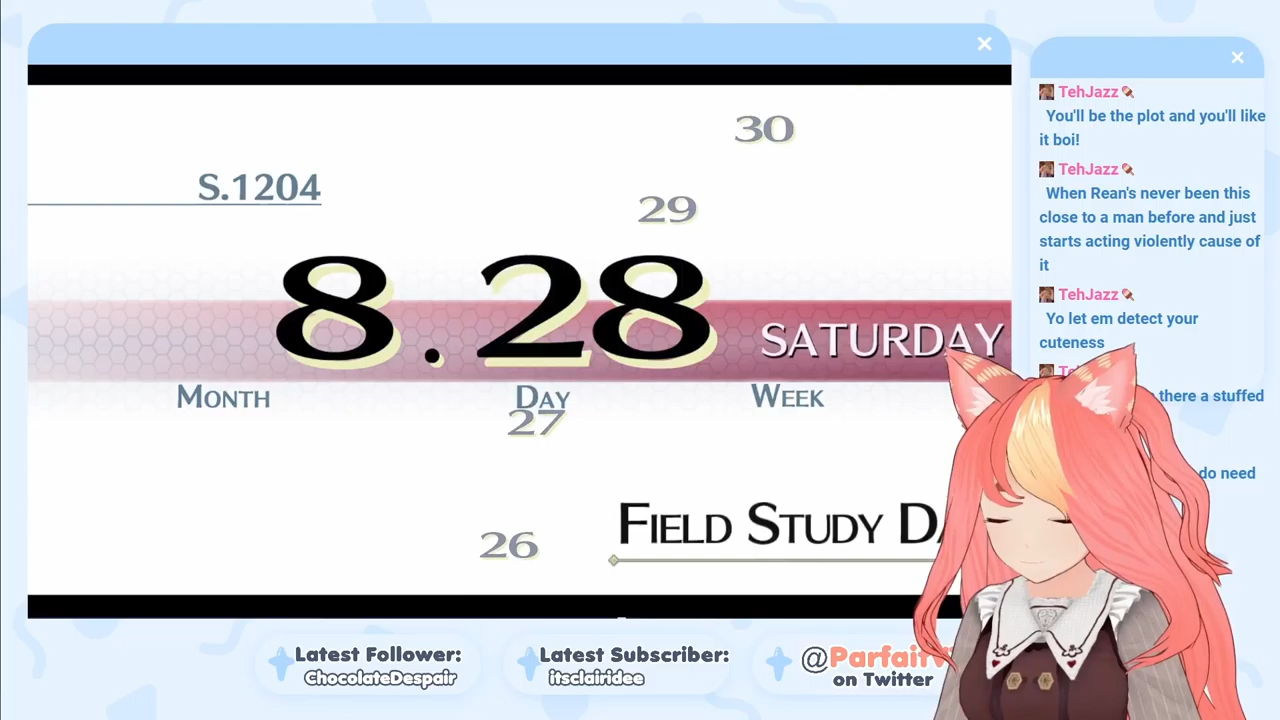 30
S.1204
29
8.28
SATURDAY
MONTH
DAY
WEEK
27
FIELD STUDY
26
TehJazz
You'll be the plot and you'll like
it boi!
TehJazz
When Rean's never been this
close to a man before and just
starts acting violently cause of
it
TehJazz
Yo let em detect your
cuteness
there a stuffed
do need
Latest Follower:
ChocolateDespair
Latest Subscriber:
itsclairidee
on Twitter